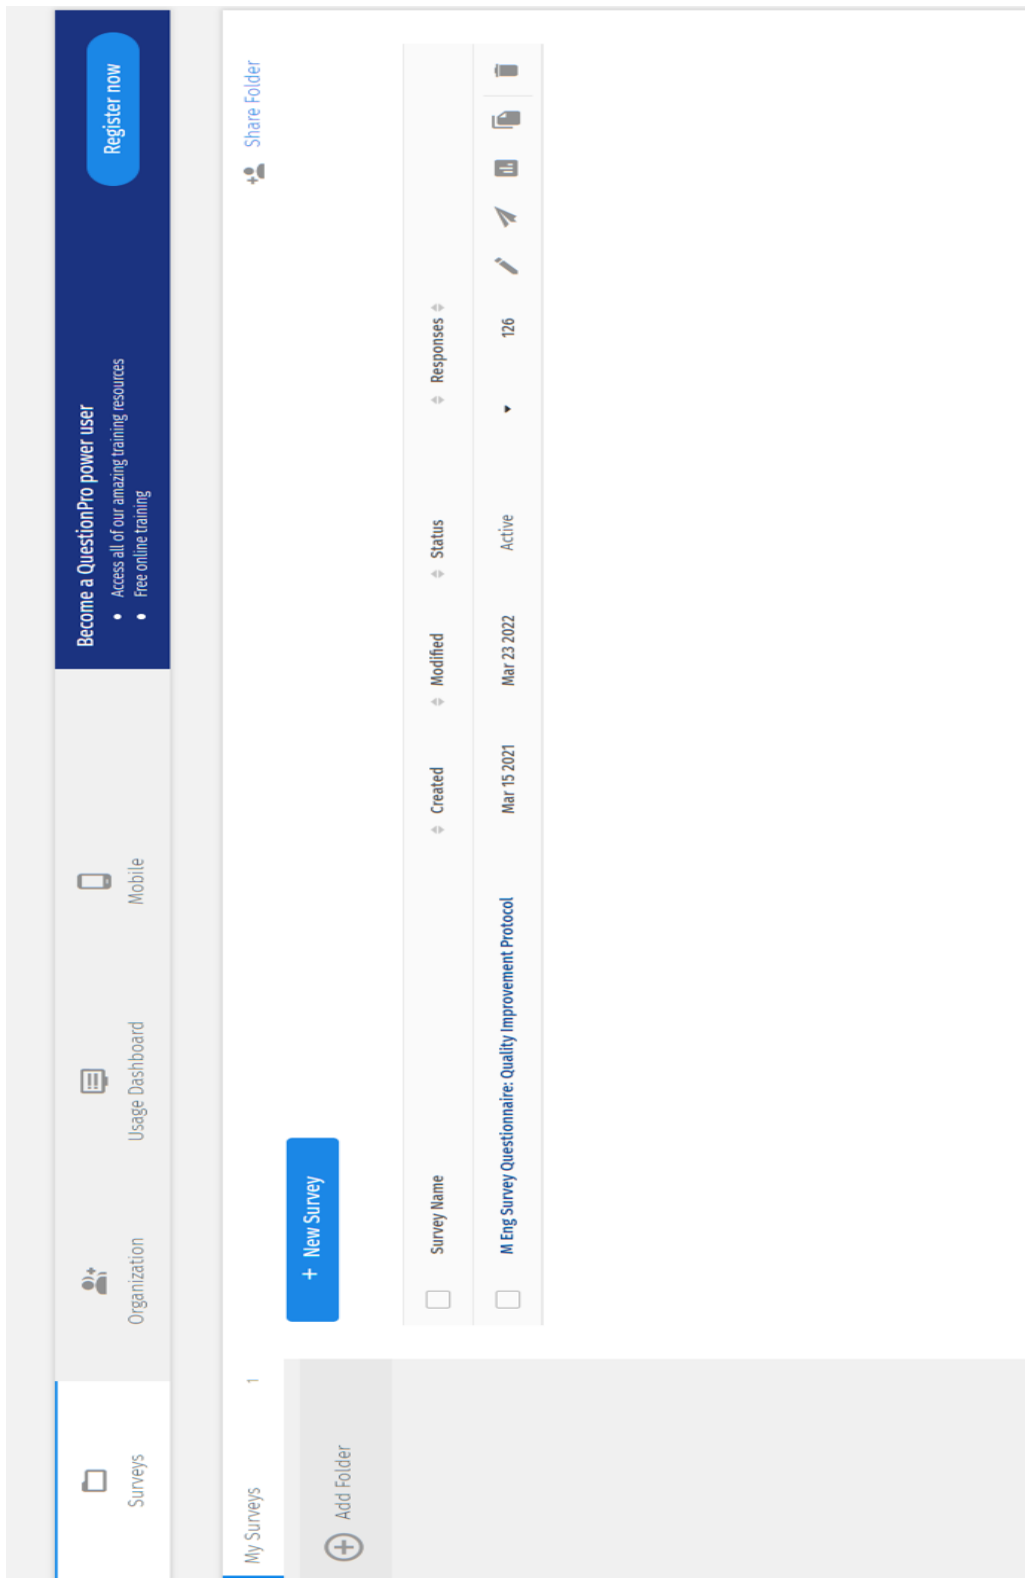 Surveys
Organization
Usage Dashboard
Mobile
Become a QuestionPro power user
• Access all of our amazing training resources
• Free online training
Register now
My Surveys 1
Share Folder
Add Folder
+ New Survey
Survey Name Created Modified Status Responses
M Eng Survey Questionnaire: Quality Improvement Protocol Mar 15 2021 Mar 23 2022 Active 126